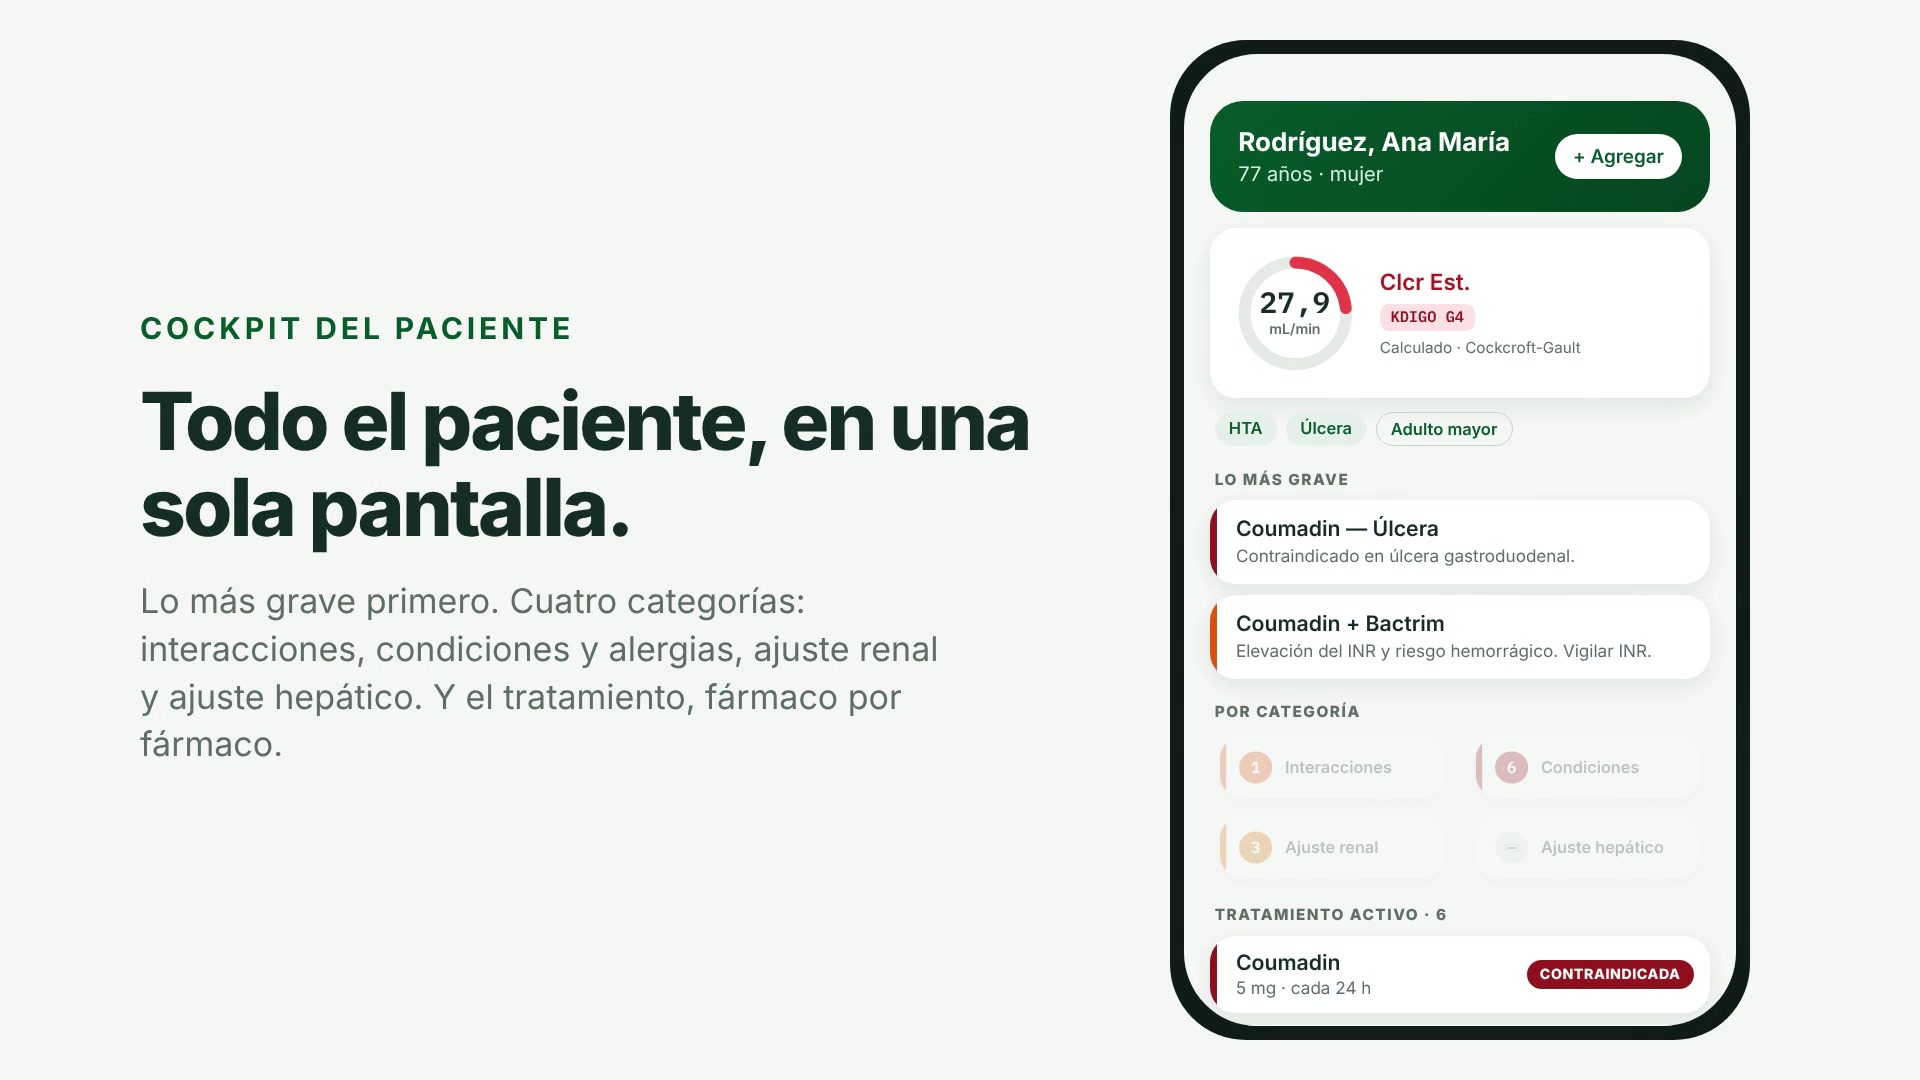 COCKPIT DEL PACIENTE
Todo el paciente, en una
sola pantalla.
Lo más grave primero. Cuatro categorías:
interacciones, condiciones y alergias, ajuste renal
y ajuste hepático. Y el tratamiento, fármaco por
fármaco.
Rodríguez, Ana María
77 años · mujer
+ Agregar
27,9
mL/min
Clcr Est.
KDIGO G4
Calculado · Cockcroft-Gault
HTA
Úlcera
Adulto mayor
LO MÁS GRAVE
Coumadin — Úlcera
Contraindicado en úlcera gastroduodenal.
Coumadin + Bactrim
Elevación del INR y riesgo hemorrágico. Vigilar INR.
POR CATEGORÍA
1 Interacciones
6 Condiciones
3 Ajuste renal
– Ajuste hepático
TRATAMIENTO ACTIVO · 6
Coumadin
5 mg · cada 24 h
CONTRAINDICADA